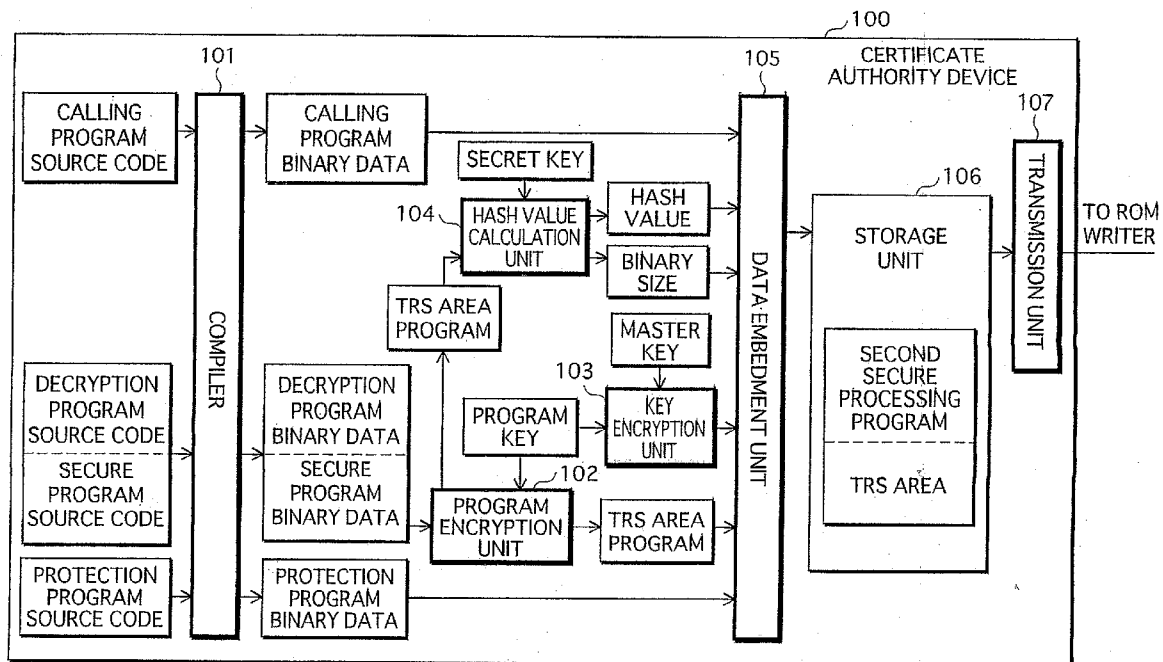 100
CERTIFICATE
AUTHORITY DEVICE
101
105
107
CALLING
PROGRAM
SOURCE CODE
CALLING
PROGRAM
BINARY DATA
SECRET KEY
104
HASH VALUE
CALCULATION
UNIT
HASH
VALUE
BINARY
SIZE
106
STORAGE
UNIT
TRANSMISSION UNIT
TO ROM
WRITER
TRS AREA
PROGRAM
COMPILER
DATA EMBEDMENT UNIT
MASTER
KEY
103
KEY
ENCRYPTION
UNIT
PROGRAM
KEY
DECRYPTION
PROGRAM
SOURCE CODE
SECURE
PROGRAM
SOURCE CODE
DECRYPTION
PROGRAM
BINARY DATA
SECURE
PROGRAM
BINARY DATA
102
PROGRAM
ENCRYPTION
UNIT
TRS AREA
PROGRAM
SECOND
SECURE
PROCESSING
PROGRAM
TRS AREA
PROTECTION
PROGRAM
SOURCE CODE
PROTECTION
PROGRAM
BINARY DATA